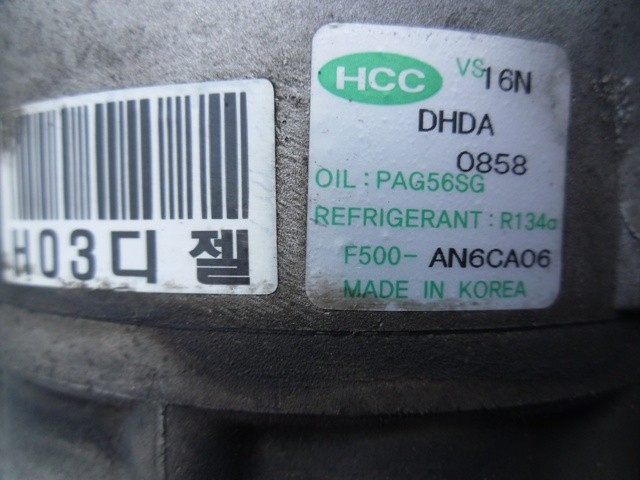 H03디젤
HCC VS16N
DHDA
0858
OIL : PAG56SG
REFRIGERANT : R134a
F500- AN6CA06
MADE IN KOREA